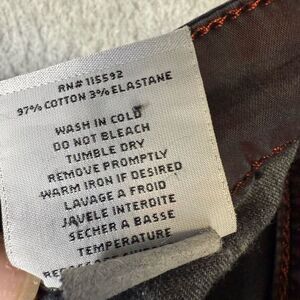 RN# 115592
97% COTTON 3% ELASTANE
WASH IN COLD
DO NOT BLEACH
TUMBLE DRY
REMOVE PROMPTLY
WARM IRON IF DESIRED
LAVAGE A FROID
JAVELE INTERDITE
SECHER A BASSE
TEMPERATURE